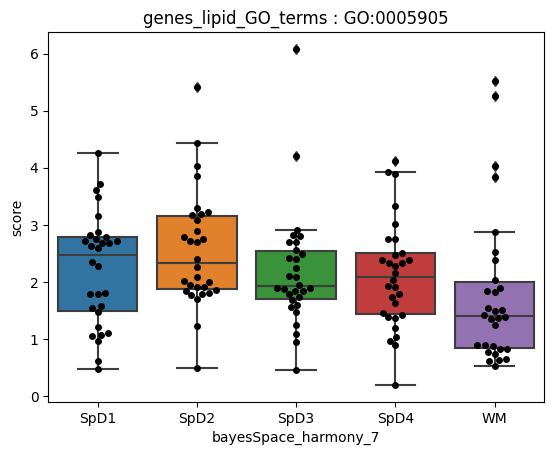 genes_lipid_GO_terms : GO:0005905
score
6
5
4
3
2
1
0
SpD1 SpD2 SpD3 SpD4 WM
bayesSpace_harmony_7